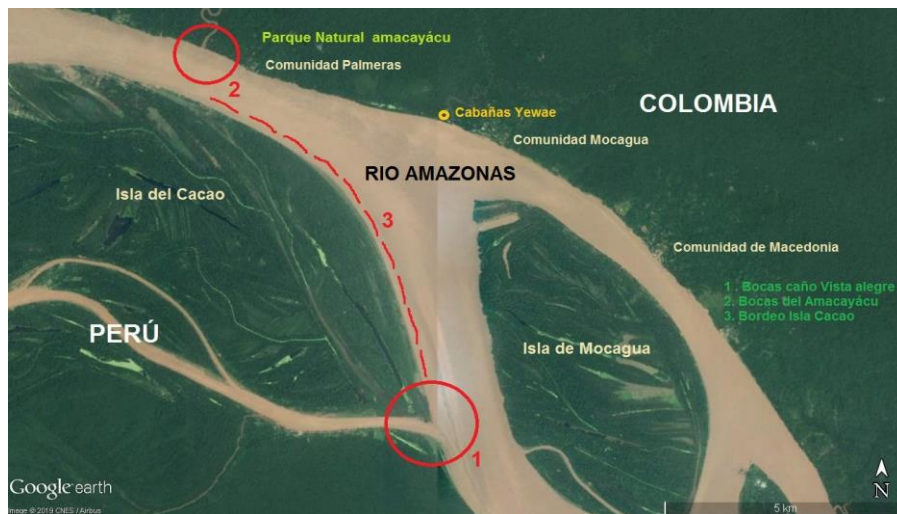 Parque Natural amacayácu
Comunidad Palmeras
2
Cabañas Yewae
COLOMBIA
Comunidad Mocagua
RIO AMAZONAS
Isla del Cacao
3
Comunidad de Macedonia
1 . Bocas caño Vista alegre
2. Bocas del Amacayácu
3. Bordeo Isla Cacao
PERÚ
Isla de Mocagua
1
Google earth
N
Image © 2019 CNES / Airbus
5 km